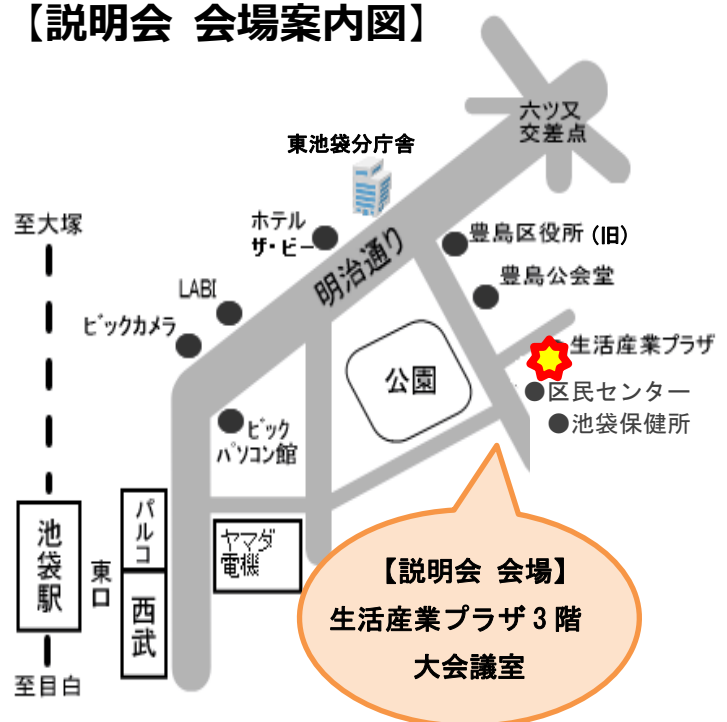 【説明会 会場案内図】
六ツ又
交差点
東池袋分庁舎
至大塚
ホテル
ザ・ビー
豊島区役所(旧)
明治通り
豊島公会堂
LABI
ビックカメラ
生活産業プラザ
公園
●区民センター
●池袋保健所
ビック
パソコン館
パルコ
ヤマダ
電機
池袋駅
東口
西武
至目白
【説明会 会場】
生活産業プラザ3階
大会議室